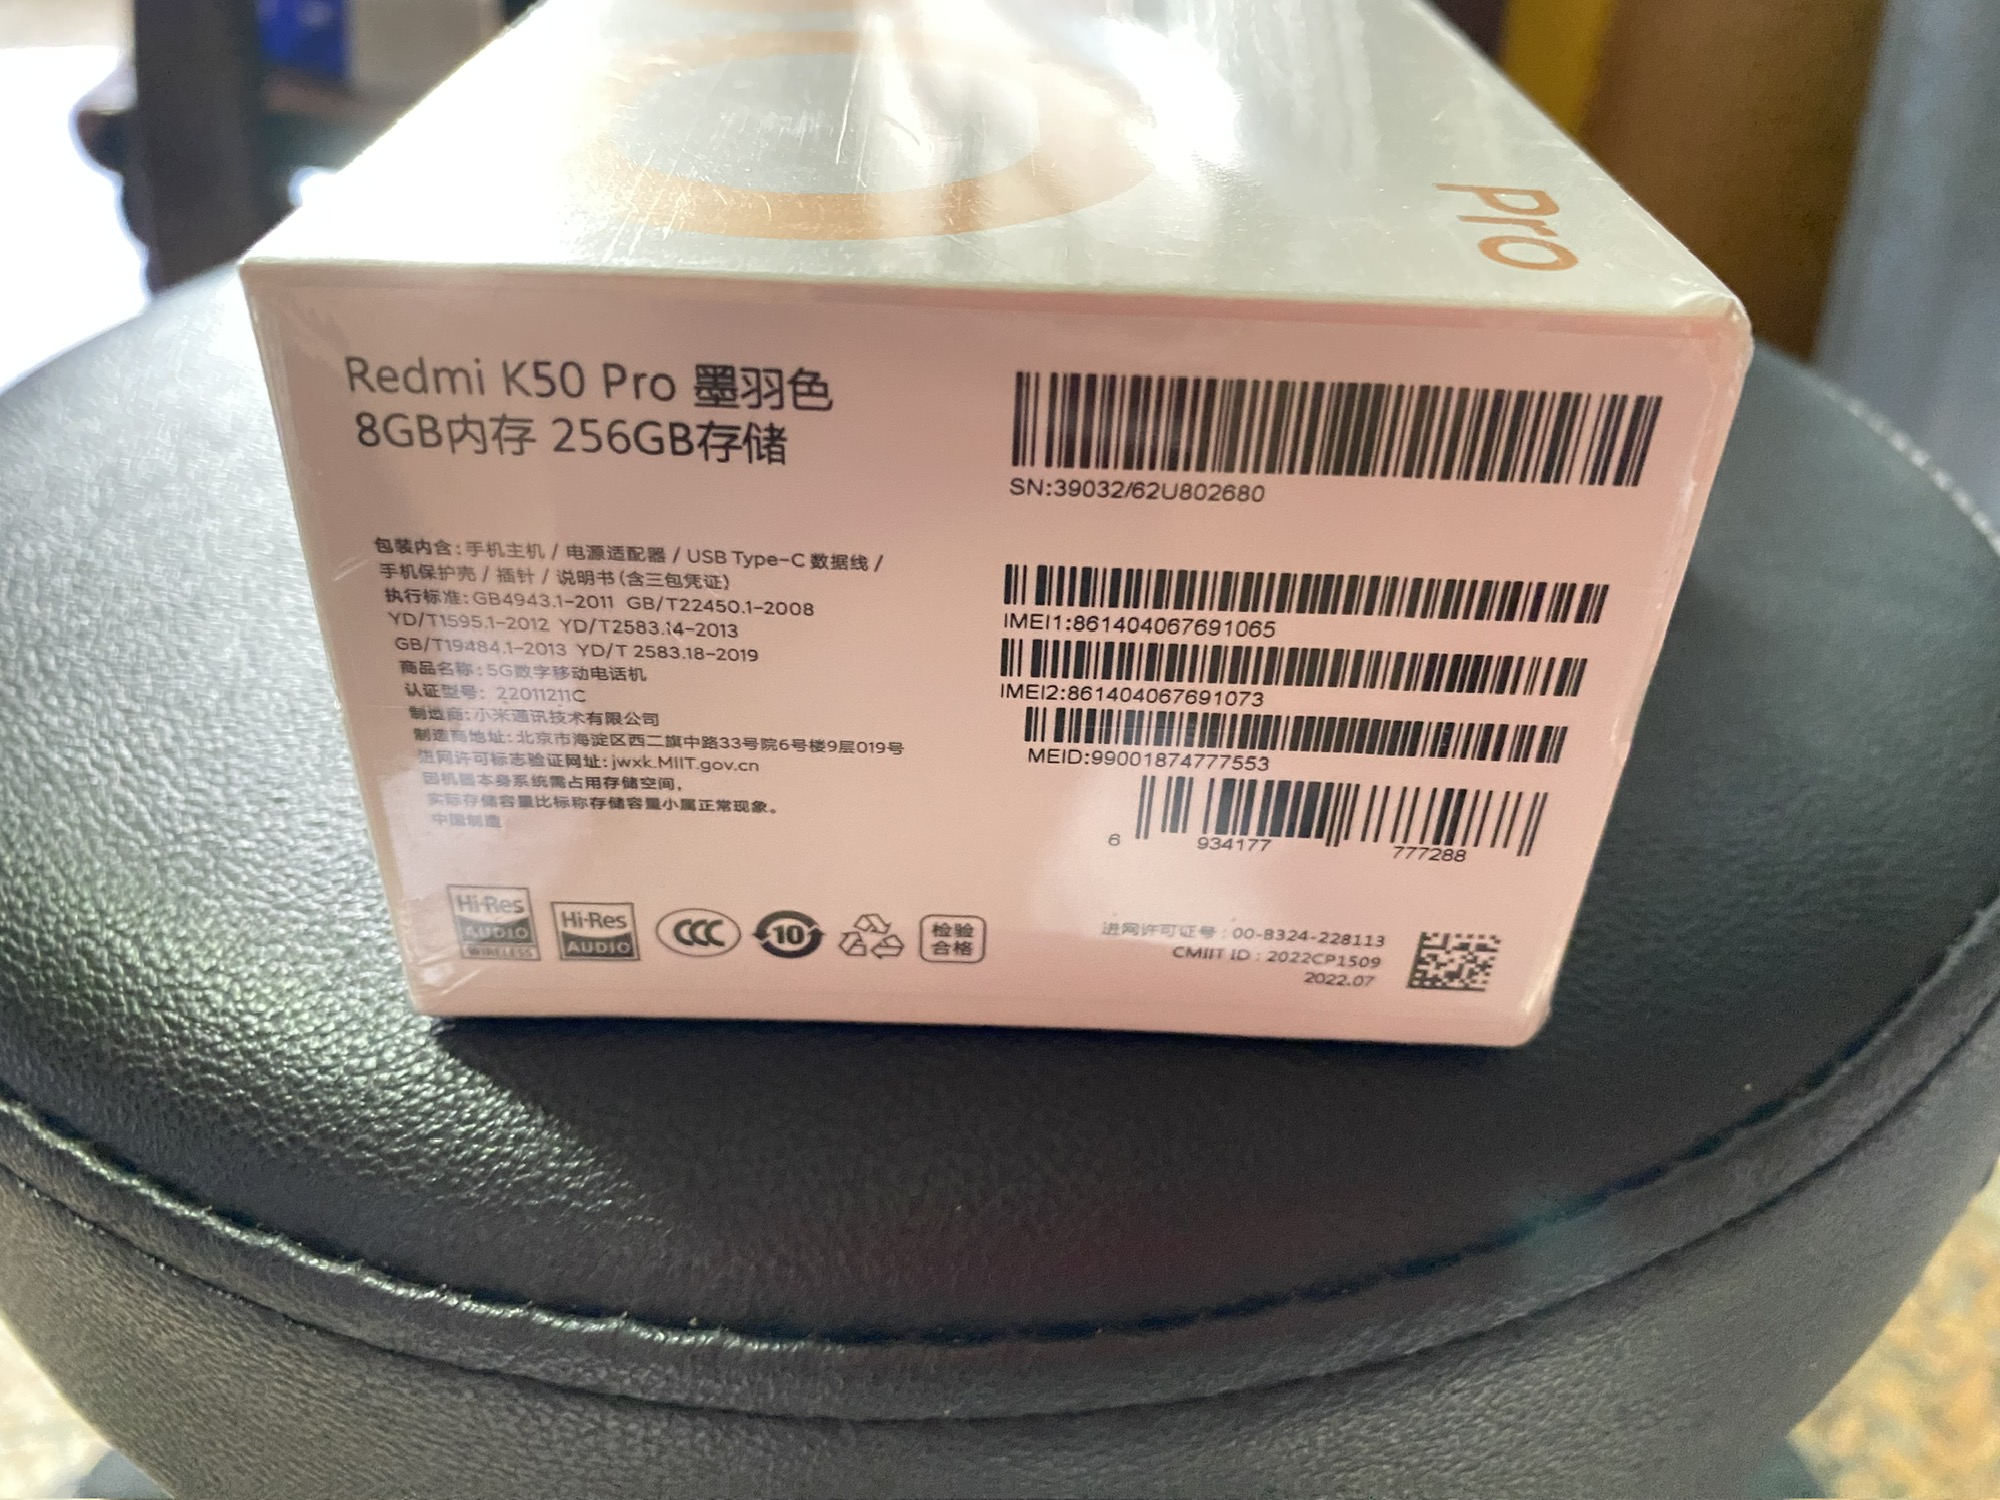 Pro
Redmi K50 Pro 墨羽色
8GB内存 256GB存储
包装内含:手机主机 / 电源适配器 / USB Type-C 数据线 /
手机保护壳 / 插针 / 说明书(含三包凭证)
执行标准:GB4943.1-2011 GB/T22450.1-2008
YD/T1595.1-2012 YD/T2583.14-2013
GB/T19484.1-2013 YD/T 2583.18-2019
商品名称:5G数字移动电话机
认证型号: 22011211C
制造商:小米通讯技术有限公司
制造商地址:北京市海淀区西二旗中路33号院6号楼9层019号
进网许可标志验证网址:jwxk.MIIT.gov.cn
因机器本身系统需占用存储空间，
实际存储容量比标称存储容量小属正常现象。
中国制造
Hi-Res
AUDIO
WIRELESS
Hi-Res
AUDIO
CCC
10
检验
合格
SN:39032/62U802680
IMEI1:861404067691065
IMEI2:861404067691073
MEID:99001874777553
6 934177 777288
进网许可证号:00-8324-228113
CMIIT ID:2022CP1509
2022.07